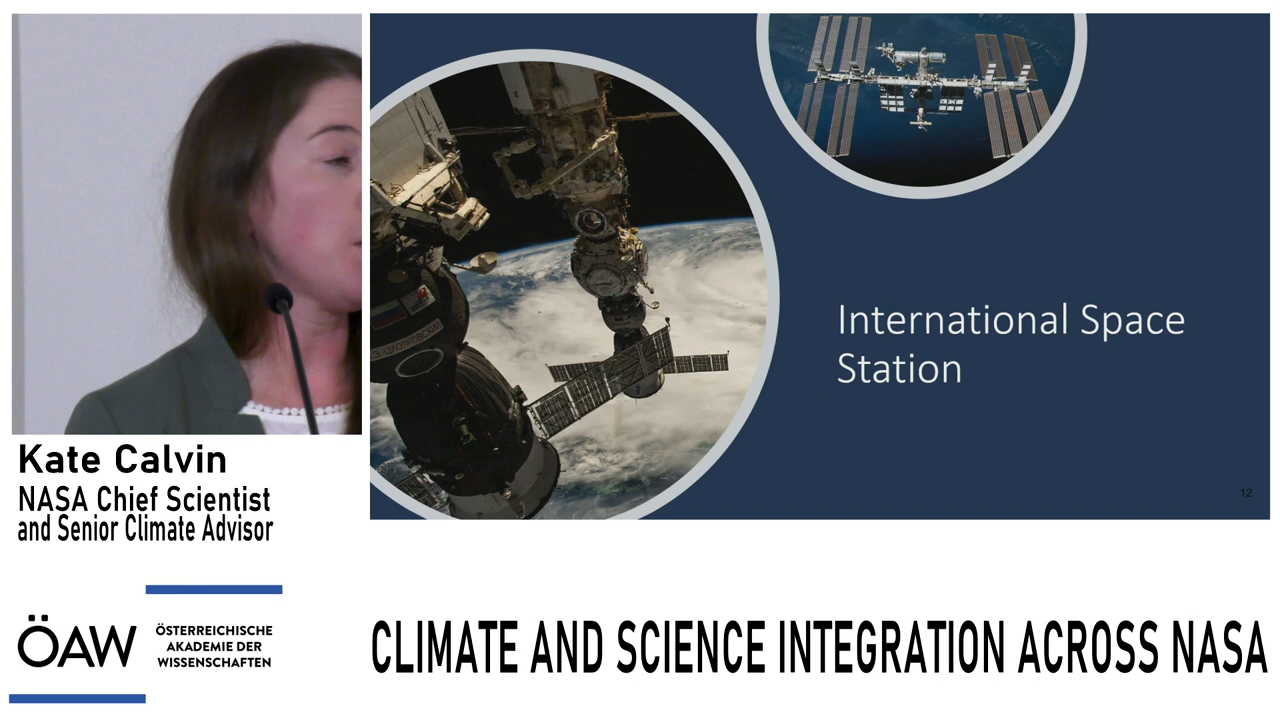 International Space
Station
12
Kate Calvin
NASA Chief Scientist
and Senior Climate Advisor
ÖAW
ÖSTERREICHISCHE
AKADEMIE DER
WISSENSCHAFTEN
CLIMATE AND SCIENCE INTEGRATION ACROSS NASA